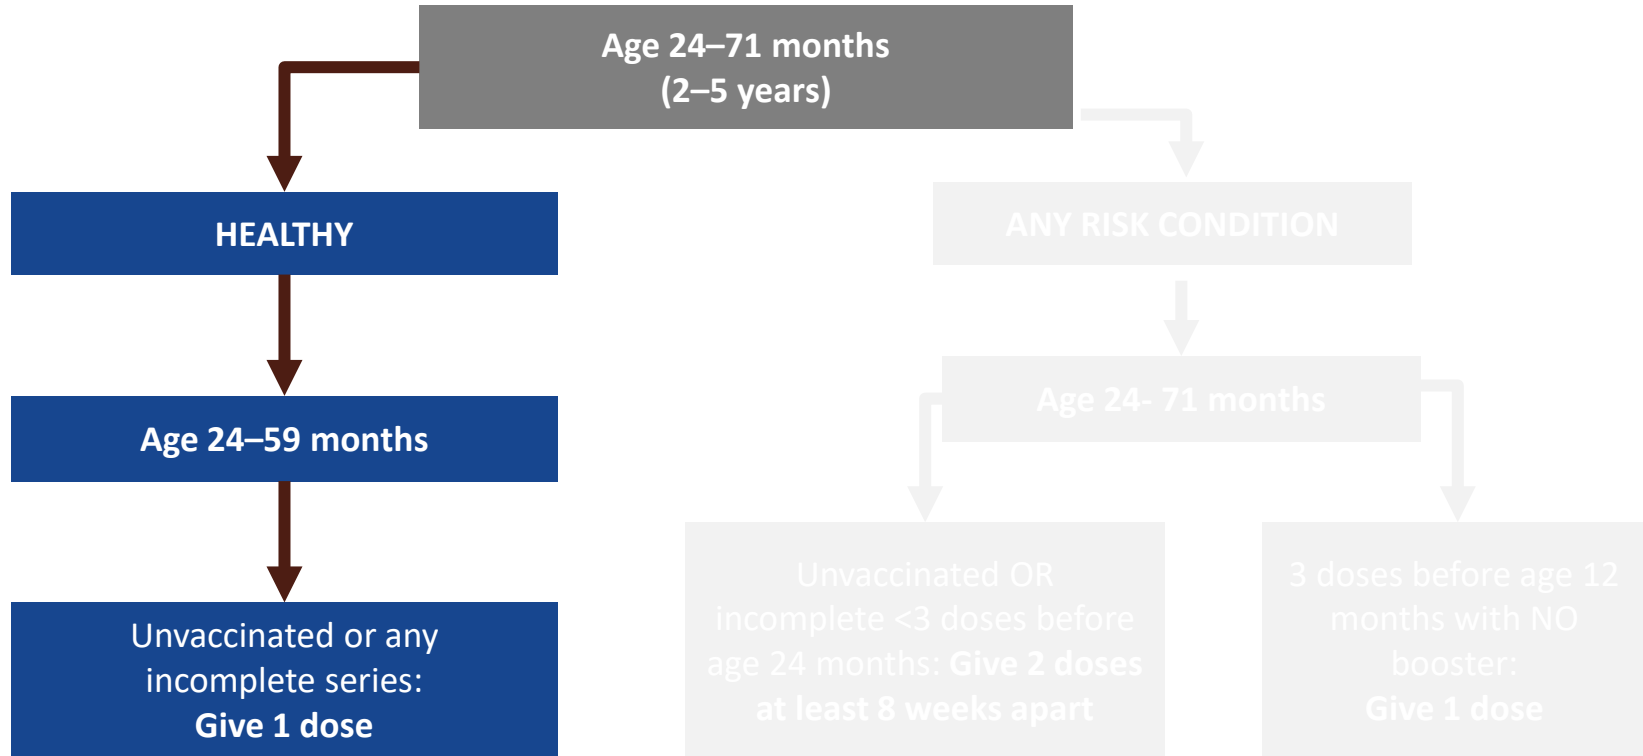 Age 24–71 months
(2–5 years)
HEALTHY
Age 24–59 months
Unvaccinated or any
incomplete series:
Give 1 dose
ANY RISK CONDITION
Age 24- 71 months
Unvaccinated OR
incomplete <3 doses before
age 24 months: Give 2 doses
at least 8 weeks apart
3 doses before age 12
months with NO
booster:
Give 1 dose